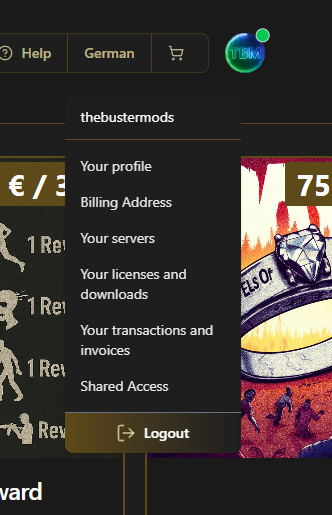 Help
German
TBM
thebustermods
€ / 3
75
Your profile
Billing Address
Your servers
1 Rev
ELS OF
Your licenses and
downloads
1 Rev
Your transactions and
invoices
1 Rev
Shared Access
Rev
Logout
vard